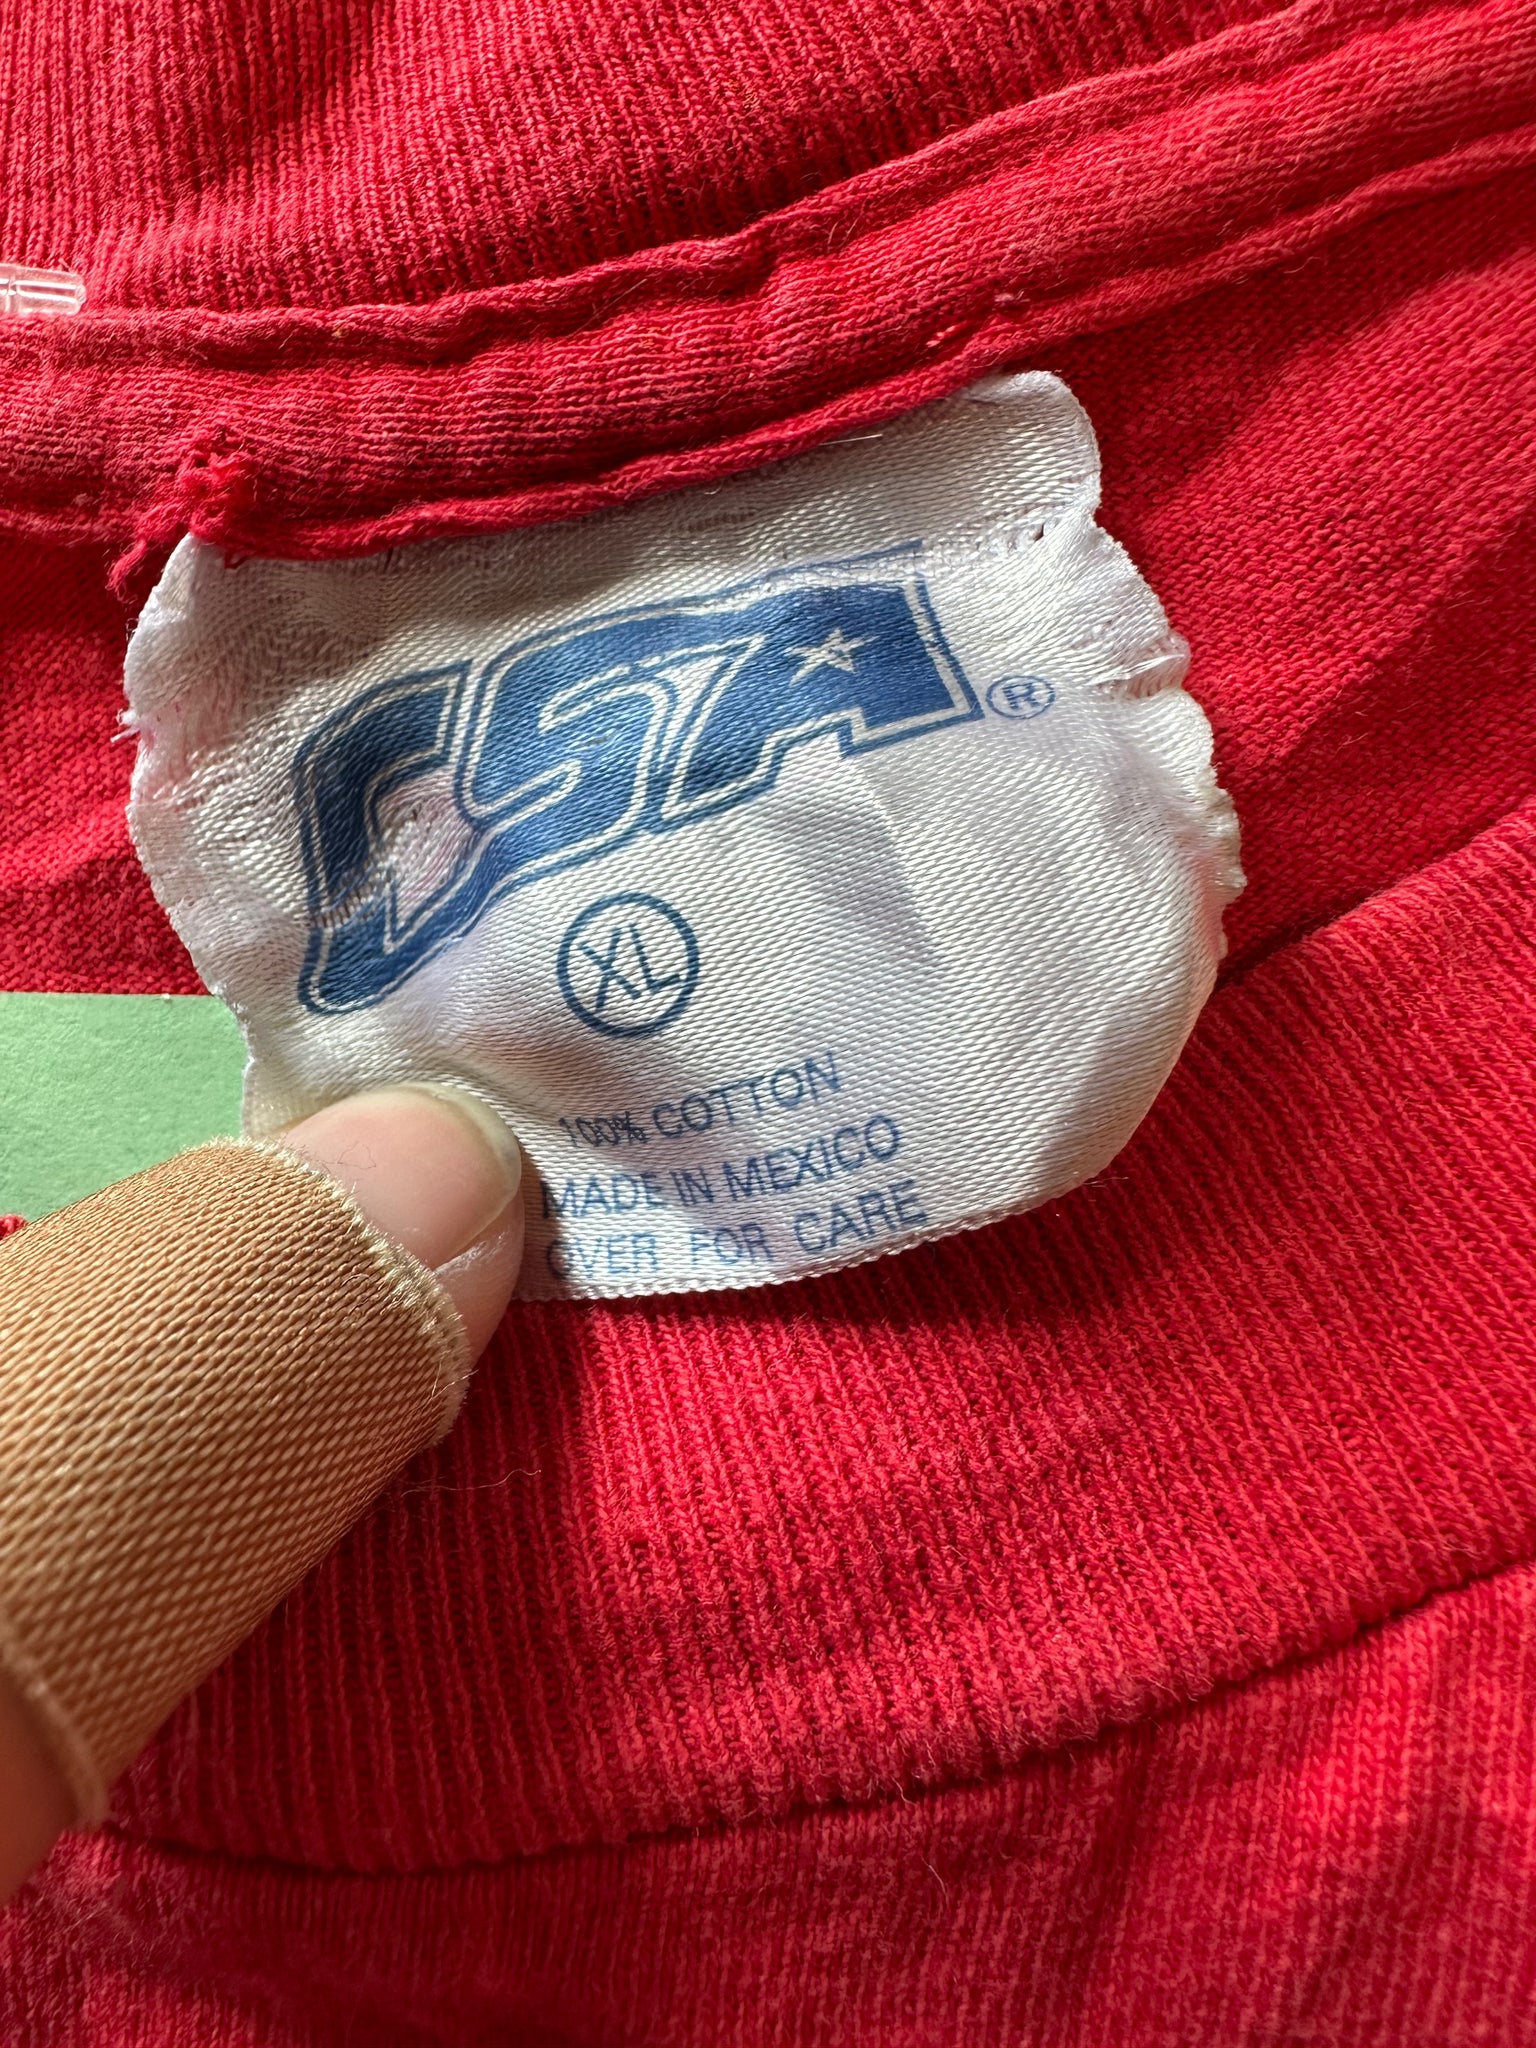 CSA ®
XL
100% COTTON
MADE IN MEXICO
OVER FOR CARE